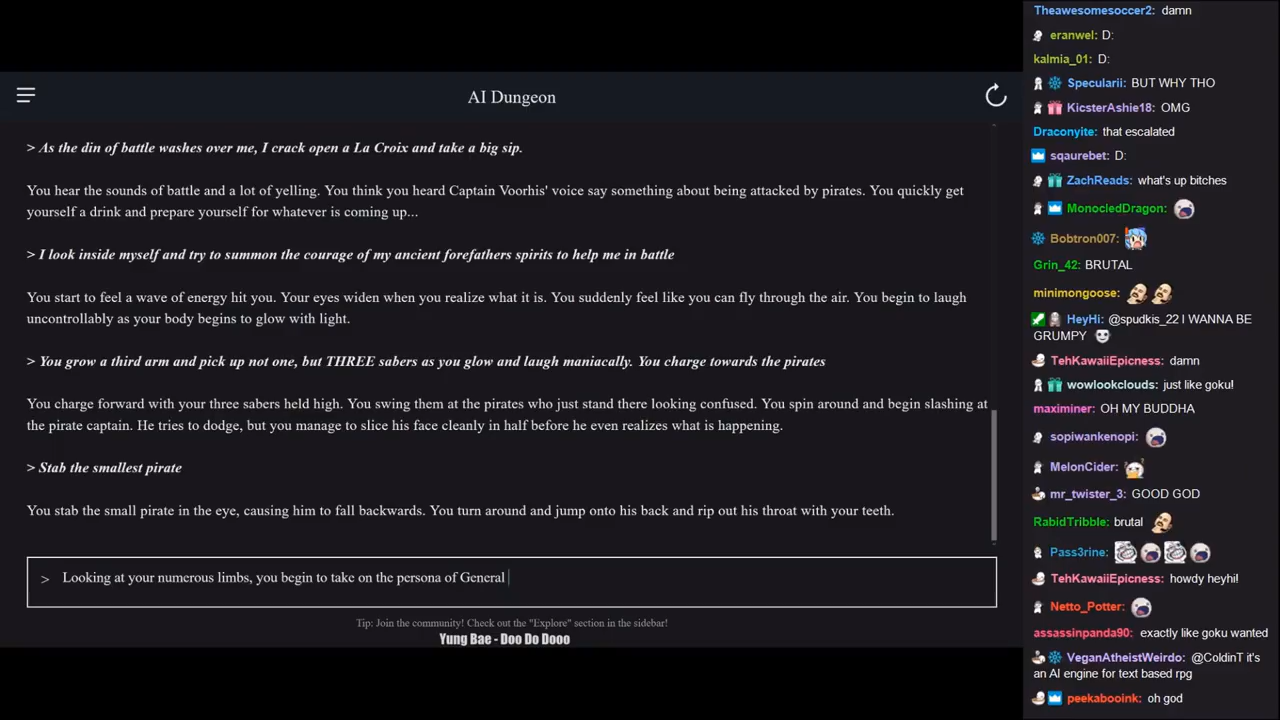 AI Dungeon
> As the din of battle washes over me, I crack open a La Croix and take a big sip.
You hear the sounds of battle and a lot of yelling. You think you heard Captain Voorhis' voice say something about being attacked by pirates. You quickly get
yourself a drink and prepare yourself for whatever is coming up...
> I look inside myself and try to summon the courage of my ancient forefathers spirits to help me in battle
You start to feel a wave of energy hit you. Your eyes widen when you realize what it is. You suddenly feel like you can fly through the air. You begin to laugh
uncontrollably as your body begins to glow with light.
> You grow a third arm and pick up not one, but THREE sabers as you glow and laugh maniacally. You charge towards the pirates
You charge forward with your three sabers held high. You swing them at the pirates who just stand there looking confused. You spin around and begin slashing at
the pirate captain. He tries to dodge, but you manage to slice his face cleanly in half before he even realizes what is happening.
> Stab the smallest pirate
You stab the small pirate in the eye, causing him to fall backwards. You turn around and jump onto his back and rip out his throat with your teeth.
> Looking at your numerous limbs, you begin to take on the persona of General
Tip: Join the community! Check out the "Explore" section in the sidebar!
Yung Bae - Doo Do Dooo
Theawesomesoccer2: damn
eranwel: D:
kalmia_01: D:
Specularii: BUT WHY THO
KicsterAshie18: OMG
Draconyite: that escalated
sqaurebet: D:
ZachReads: what's up bitches
MonocledDragon:
Bobtron007:
Grin_42: BRUTAL
minimongoose:
HeyHi: @spudkis_22 I WANNA BE
GRUMPY
TehKawaiiEpicness: damn
wowlookclouds: just like goku!
maximiner: OH MY BUDDHA
sopiwankenopi:
MelonCider:
mr_twister_3: GOOD GOD
RabidTribble: brutal
Pass3rine:
TehKawaiiEpicness: howdy heyhi!
Netto_Potter:
assassinpanda90: exactly like goku wanted
VeganAtheistWeirdo: @ColdinT it's
an AI engine for text based rpg
peekabooink: oh god